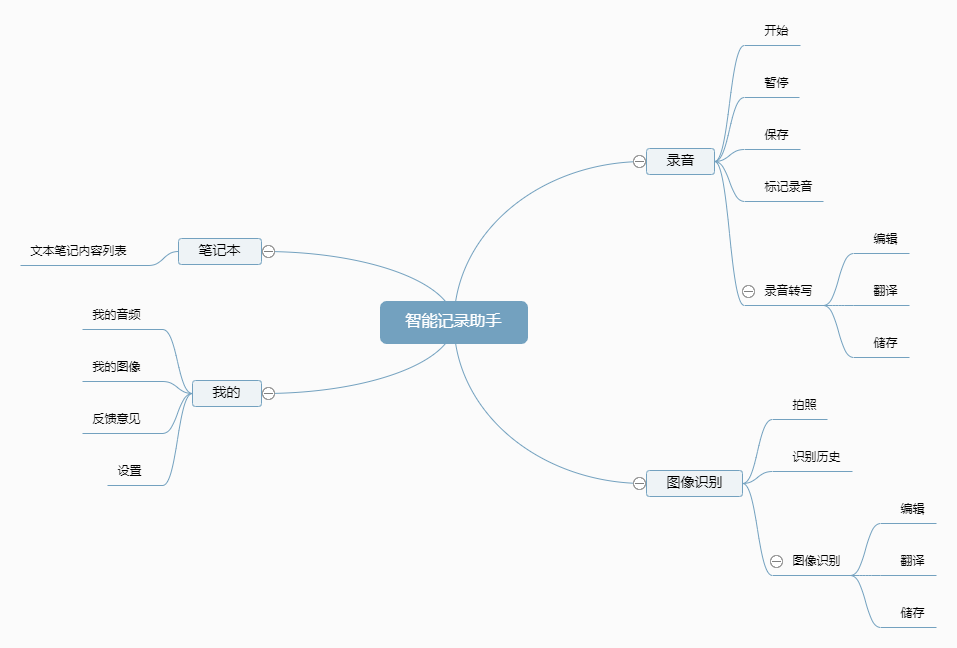 智能记录助手
录音
开始
暂停
保存
标记录音
录音转写
编辑
翻译
储存
图像识别
拍照
识别历史
图像识别
编辑
翻译
储存
笔记本
文本笔记内容列表
我的
我的音频
我的图像
反馈意见
设置